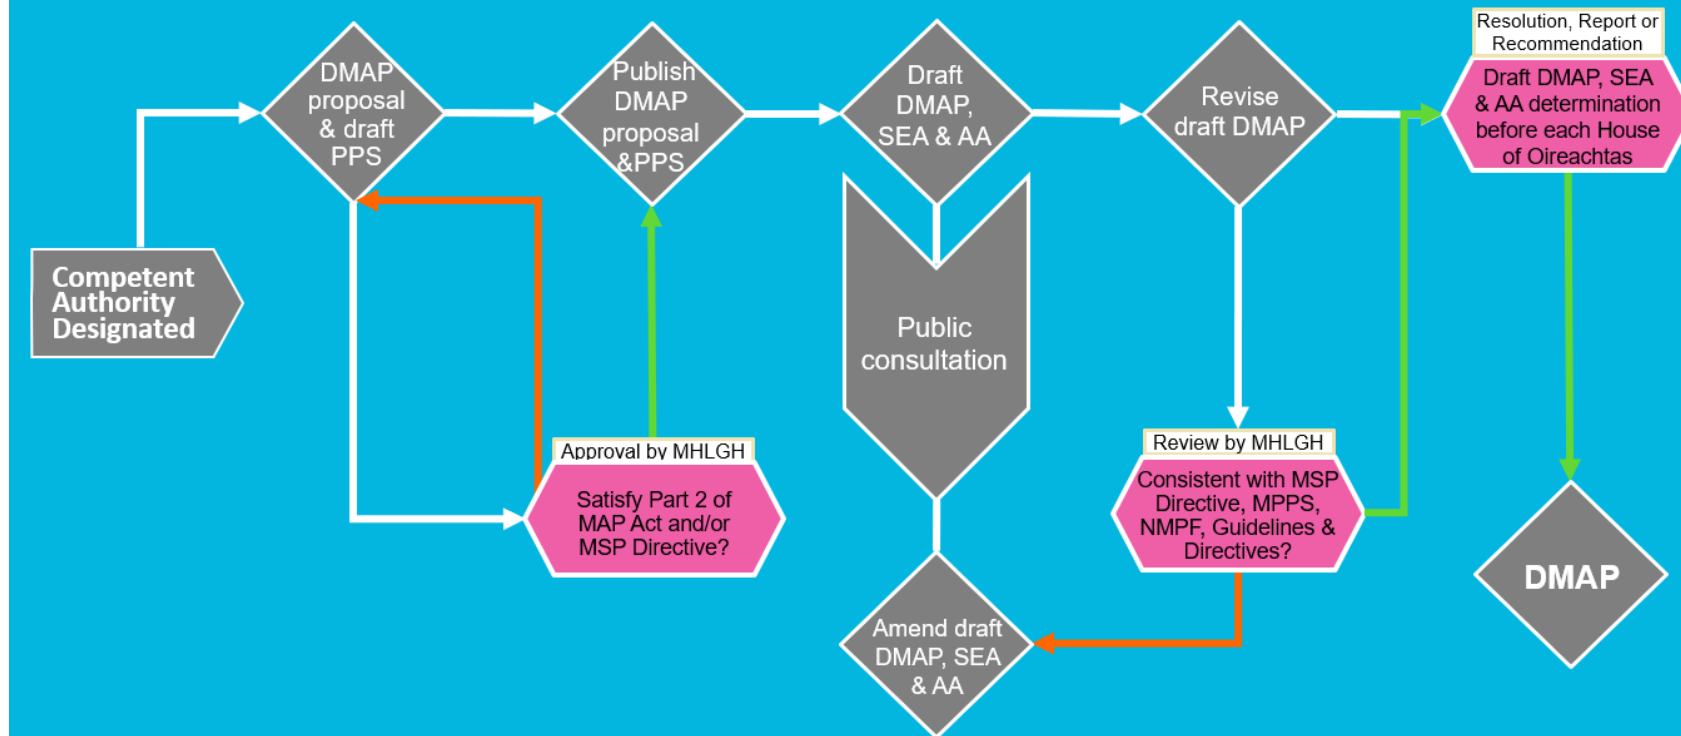 Competent
Authority
Designated
DMAP
proposal
& draft
PPS
Publish
DMAP
proposal
&PPS
Draft
DMAP,
SEA & AA
Revise
draft DMAP
Resolution, Report or
Recommendation
Draft DMAP, SEA
& AA determination
before each House
of Oireachtas
Public
consultation
Approval by MHLGH
Satisfy Part 2 of
MAP Act and/or
MSP Directive?
Review by MHLGH
Consistent with MSP
Directive, MPPS,
NMPF, Guidelines &
Directives?
Amend draft
DMAP, SEA
& AA
DMAP